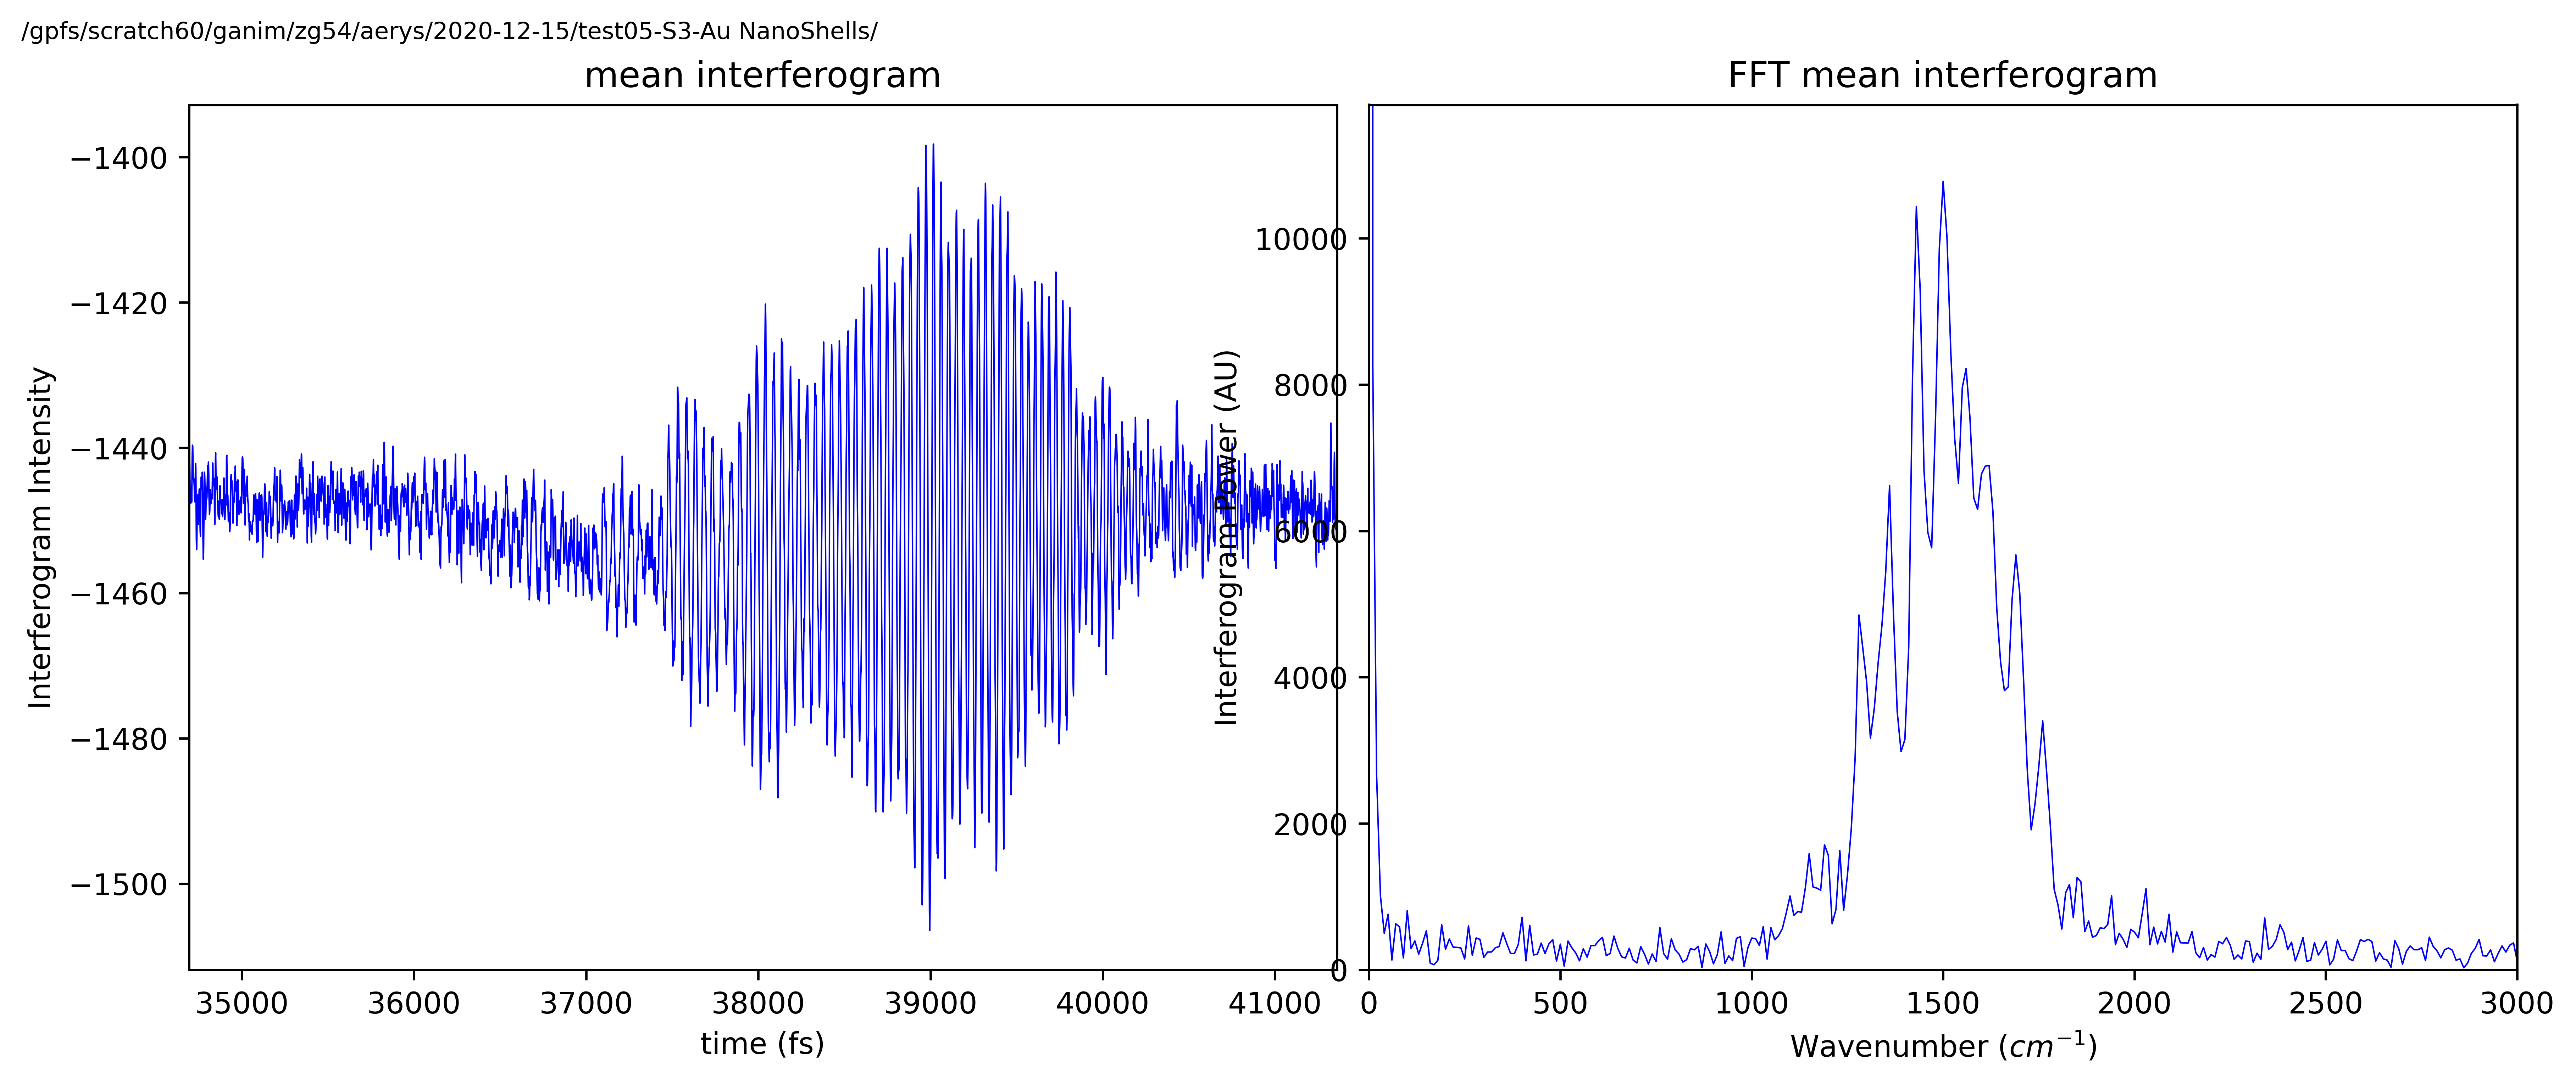 /gpfs/scratch60/ganim/zg54/aerys/2020-12-15/test05-S3-Au NanoShells/
mean interferogram
Interferogram Intensity
−1400
−1420
−1440
−1460
−1480
−1500
35000 36000 37000 38000 39000 40000 41000
time (fs)
FFT mean interferogram
Interferogram Power (AU)
10000
8000
6000
4000
2000
0
0 500 1000 1500 2000 2500 3000
Wavenumber (cm⁻¹)